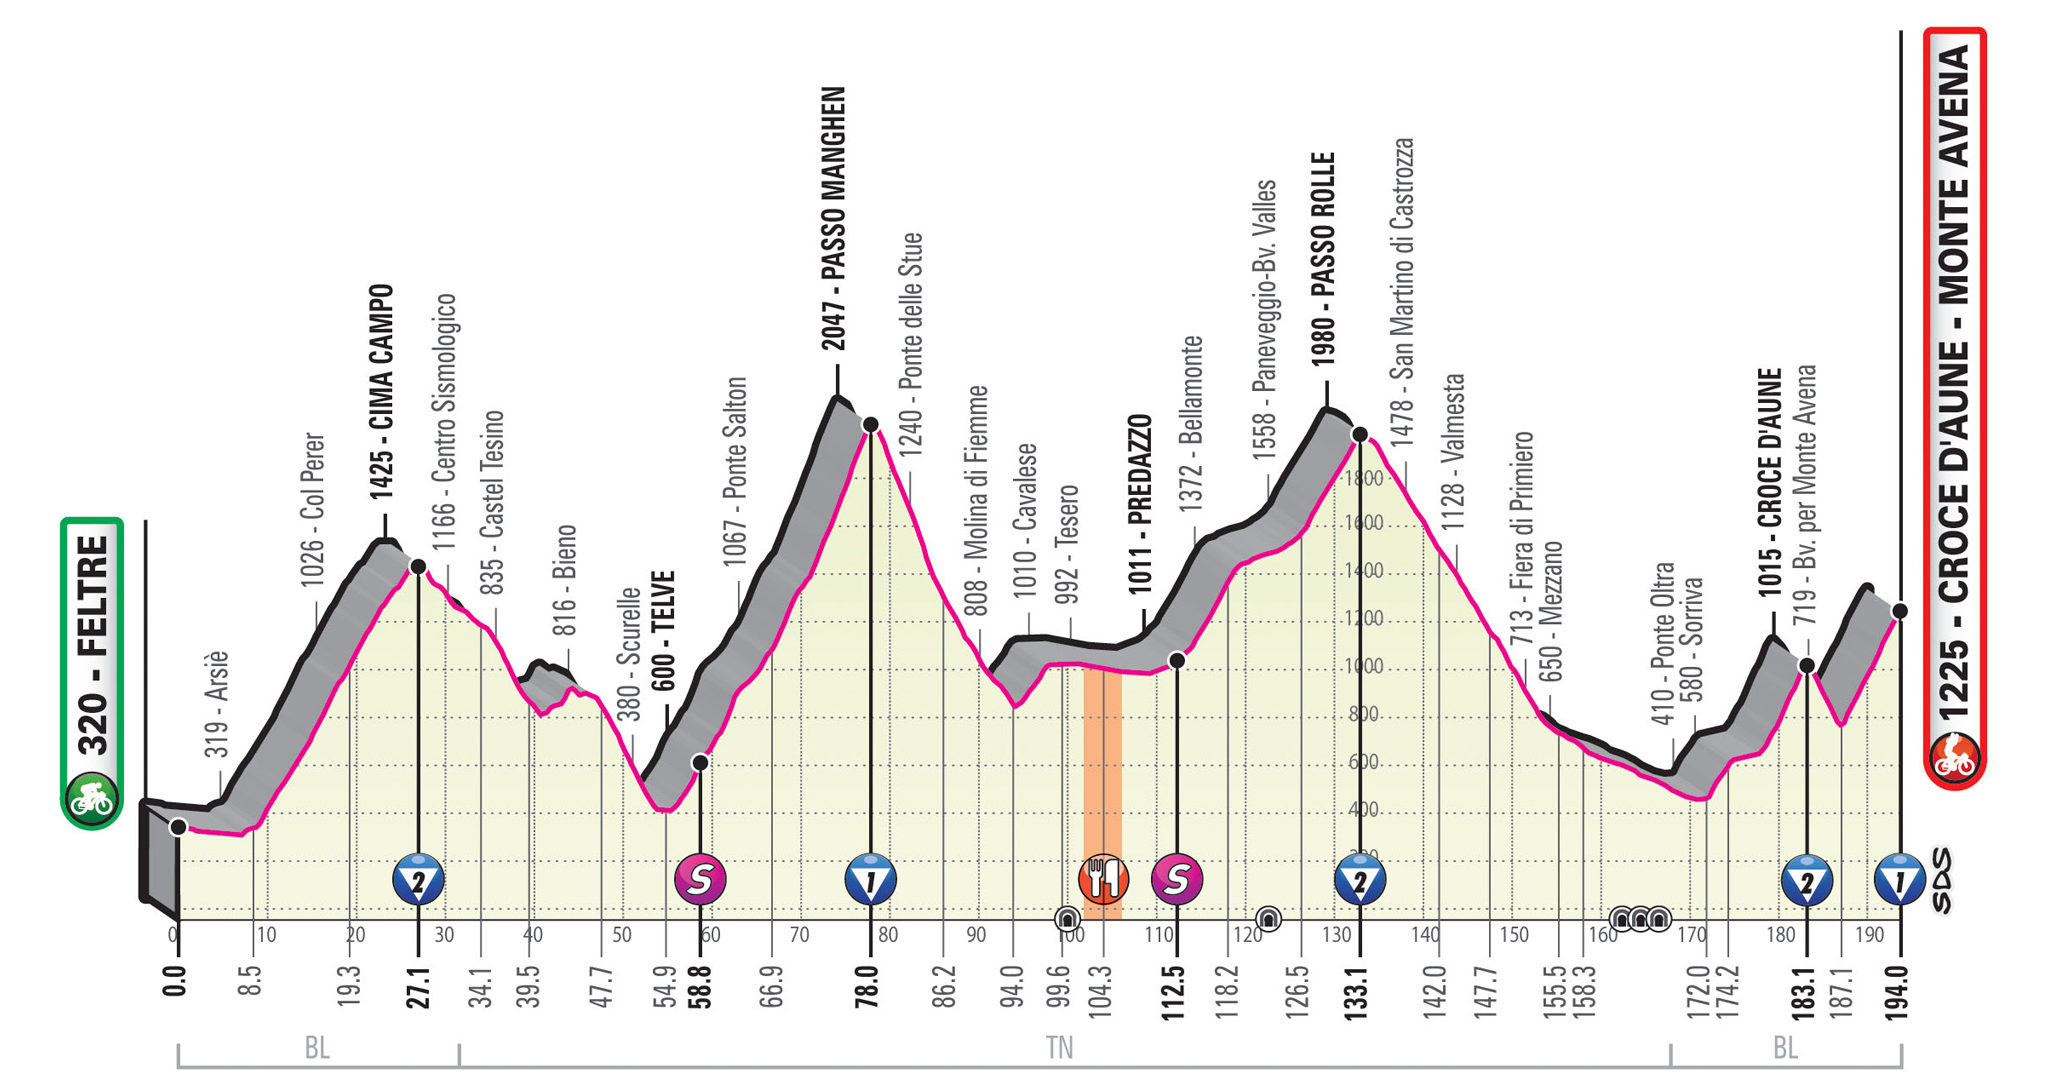 320 - FELTRE
319 - Arsiè
1026 - Col Perer
1425 - CIMA CAMPO
1166 - Centro Sismologico
835 - Castel Tesino
816 - Bieno
380 - Scurelle
600 - TELVE
1067 - Ponte Salton
2047 - PASSO MANGHEN
1240 - Ponte delle Stue
808 - Molina di Fiemme
1010 - Cavalese
992 - Tesero
1011 - PREDAZZO
1372 - Bellamonte
1558 - Paneveggio-Bv. Valles
1980 - PASSO ROLLE
1478 - San Martino di Castrozza
1128 - Valmesta
713 - Fiera di Primiero
650 - Mezzano
410 - Ponte Oltra
580 - Sorriva
1015 - CROCE D'AUNE
719 - Bv. per Monte Avena
1225 - CROCE D'AUNE - MONTE AVENA
1800
1600
1400
1200
1000
800
600
400
200
2
S
1
S
2
2
1
SDS
0
10
20
30
40
50
60
70
80
90
100
110
120
130
140
150
160
170
180
190
0.0
8.5
19.3
27.1
34.1
39.5
47.7
54.9
58.8
66.9
78.0
86.2
94.0
99.6
104.3
112.5
118.2
126.5
133.1
142.0
147.7
155.5
158.3
172.0
174.2
183.1
187.1
194.0
BL
TN
BL